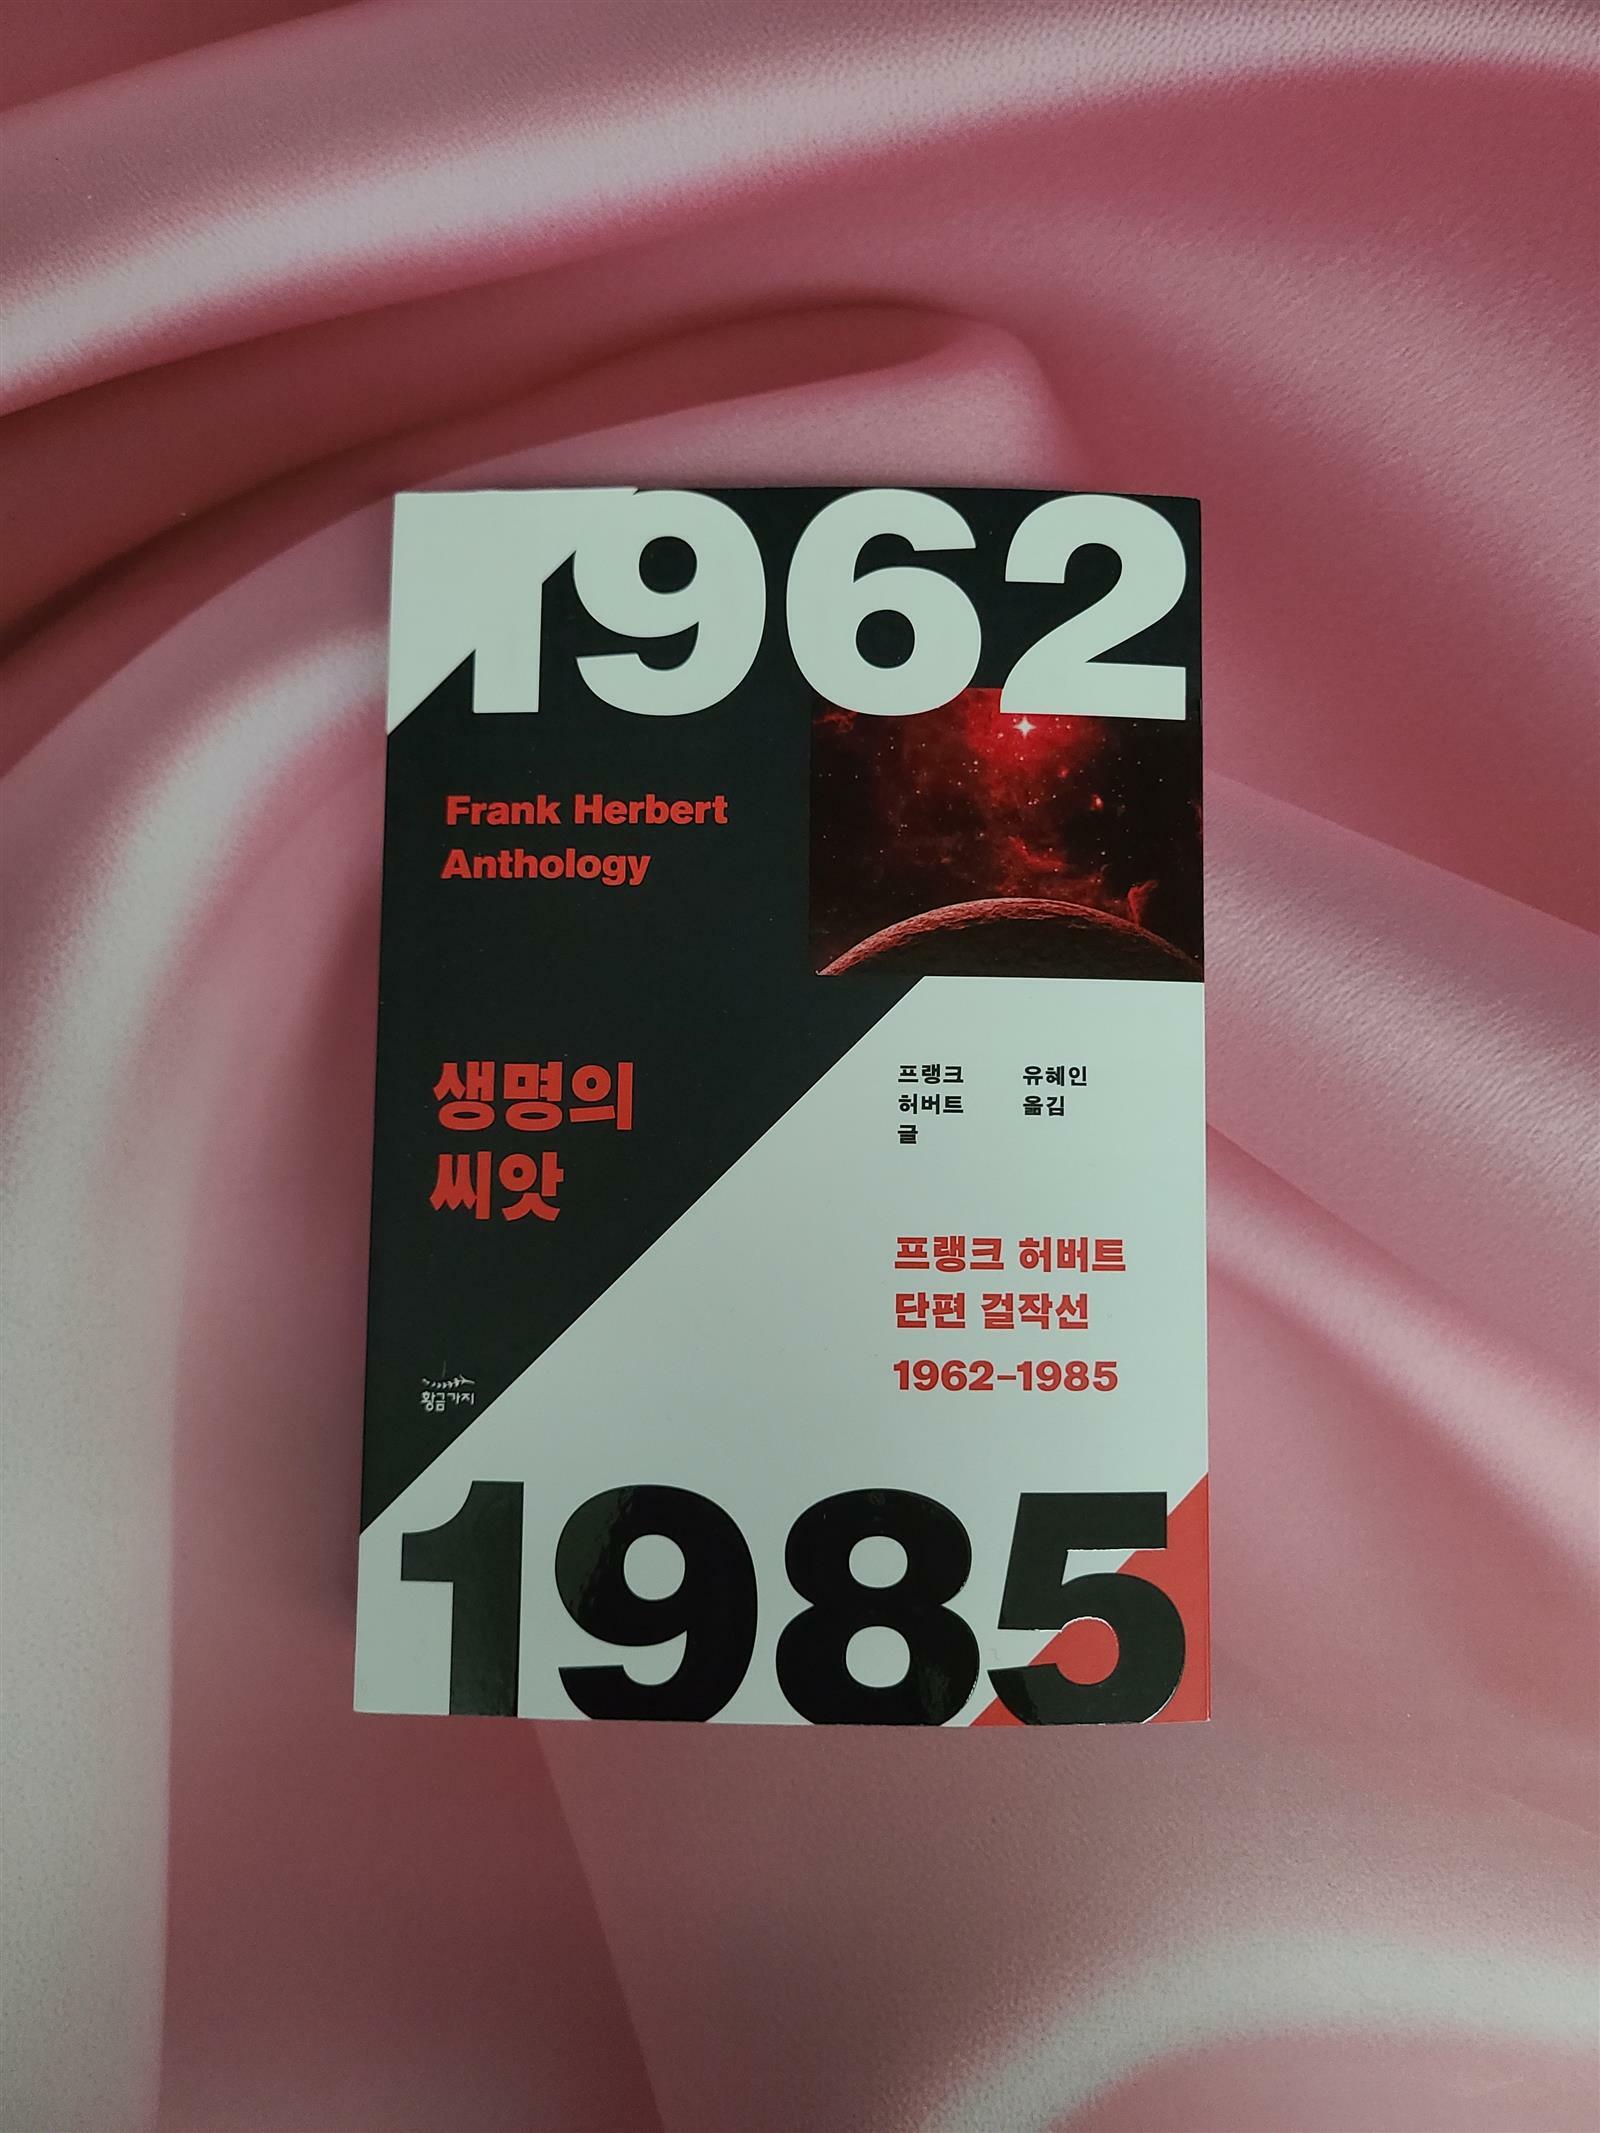 1962
Frank Herbert
Anthology
생명의
씨앗
프랭크
허버트
글
유혜인
옮김
프랭크 허버트
단편 걸작선
1962-1985
황금가지
1985